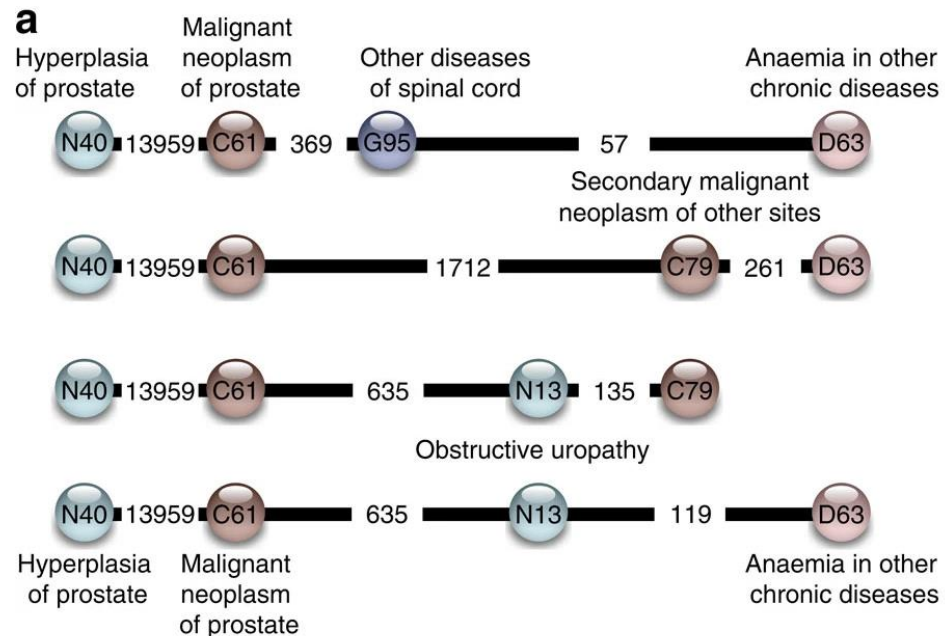 a
Hyperplasia
of prostate
Malignant
neoplasm
of prostate
Other diseases
of spinal cord
Anaemia in other
chronic diseases
N40 13959 C61 369 G95 57 D63
Secondary malignant
neoplasm of other sites
N40 13959 C61 1712 C79 261 D63
N40 13959 C61 635 N13 135 C79
Obstructive uropathy
N40 13959 C61 635 N13 119 D63
Hyperplasia
of prostate
Malignant
neoplasm
of prostate
Anaemia in other
chronic diseases